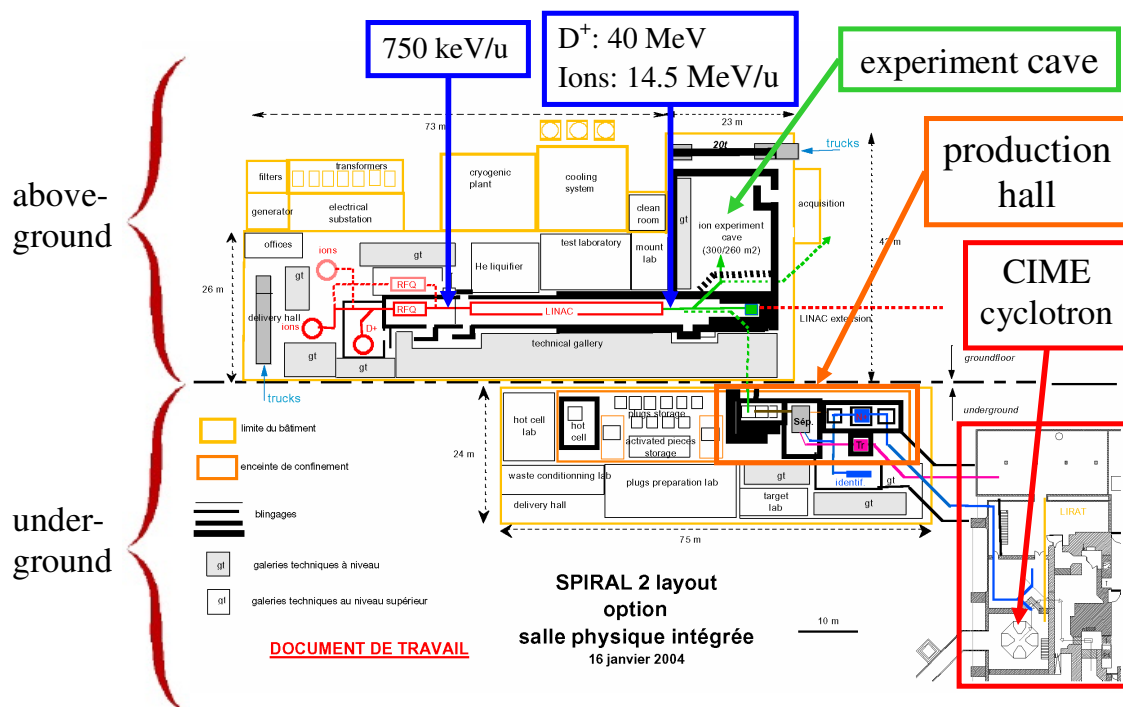 750 keV/u
D+: 40 MeV
Ions: 14.5 MeV/u
experiment cave
production
hall
CIME
cyclotron
above-
ground
under-
ground
73 m
23 m
20t
trucks
filters
transformers
generator
electrical
substation
cryogenic
plant
cooling
system
clean
room
gt
ion experiment
cave
(300/260 m2)
acquisition
offices
ions
gt
gt
He liquifier
test laboratory
mount
lab
26 m
RFQ
delivery hall
RFQ
LINAC
LINAC extension
ions
D+
gt
gt
technical gallery
trucks
groundfloor
underground
limite du bâtiment
enceinte de confinement
blingages
gt
galeries techniques à niveau
gt
galeries techniques au niveau supérieur
24 m
hot cell
lab
hot
cell
plugs storage
activated pieces
storage
Sép.
Tr
waste conditionning lab
plugs preparation lab
delivery hall
gt
identif.
gt
target
lab
gt
75 m
LIRAT
SPIRAL 2 layout
option
salle physique intégrée
16 janvier 2004
10 m
DOCUMENT DE TRAVAIL